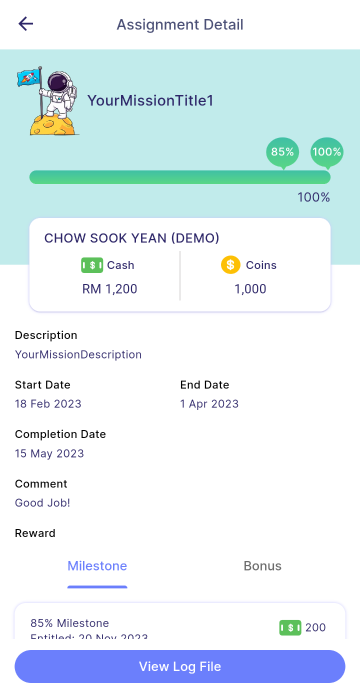 Assignment Detail
YourMissionTitle1
85%
100%
100%
CHOW SOOK YEAN (DEMO)
Cash
Coins
RM 1,200
1,000
Description
YourMissionDescription
Start Date
End Date
18 Feb 2023
1 Apr 2023
Completion Date
15 May 2023
Comment
Good Job!
Reward
Milestone
Bonus
85% Milestone
200
Entitled: 20 Nov 2023
View Log File